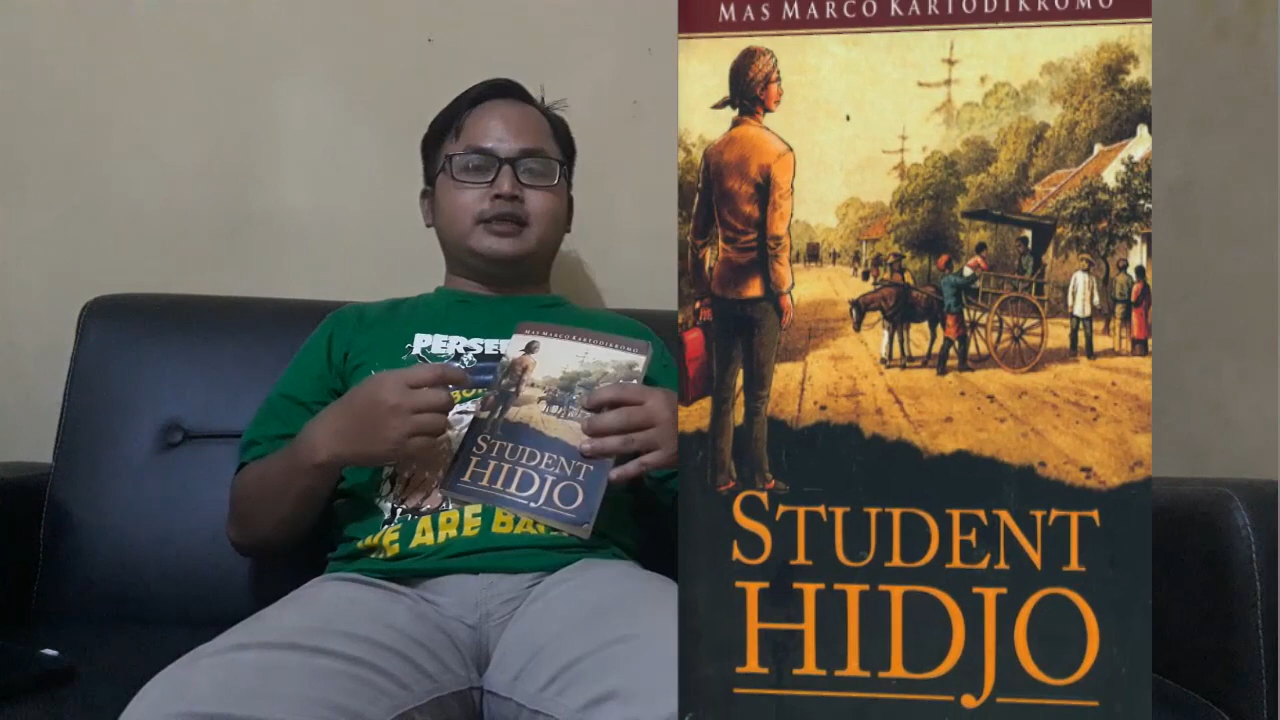 PERSE
WE ARE BA
MAS MARCO KARTODIKROMO
STUDENT
HIDJO
MAS MARCO KARTODIKROMO
STUDENT
HIDJO